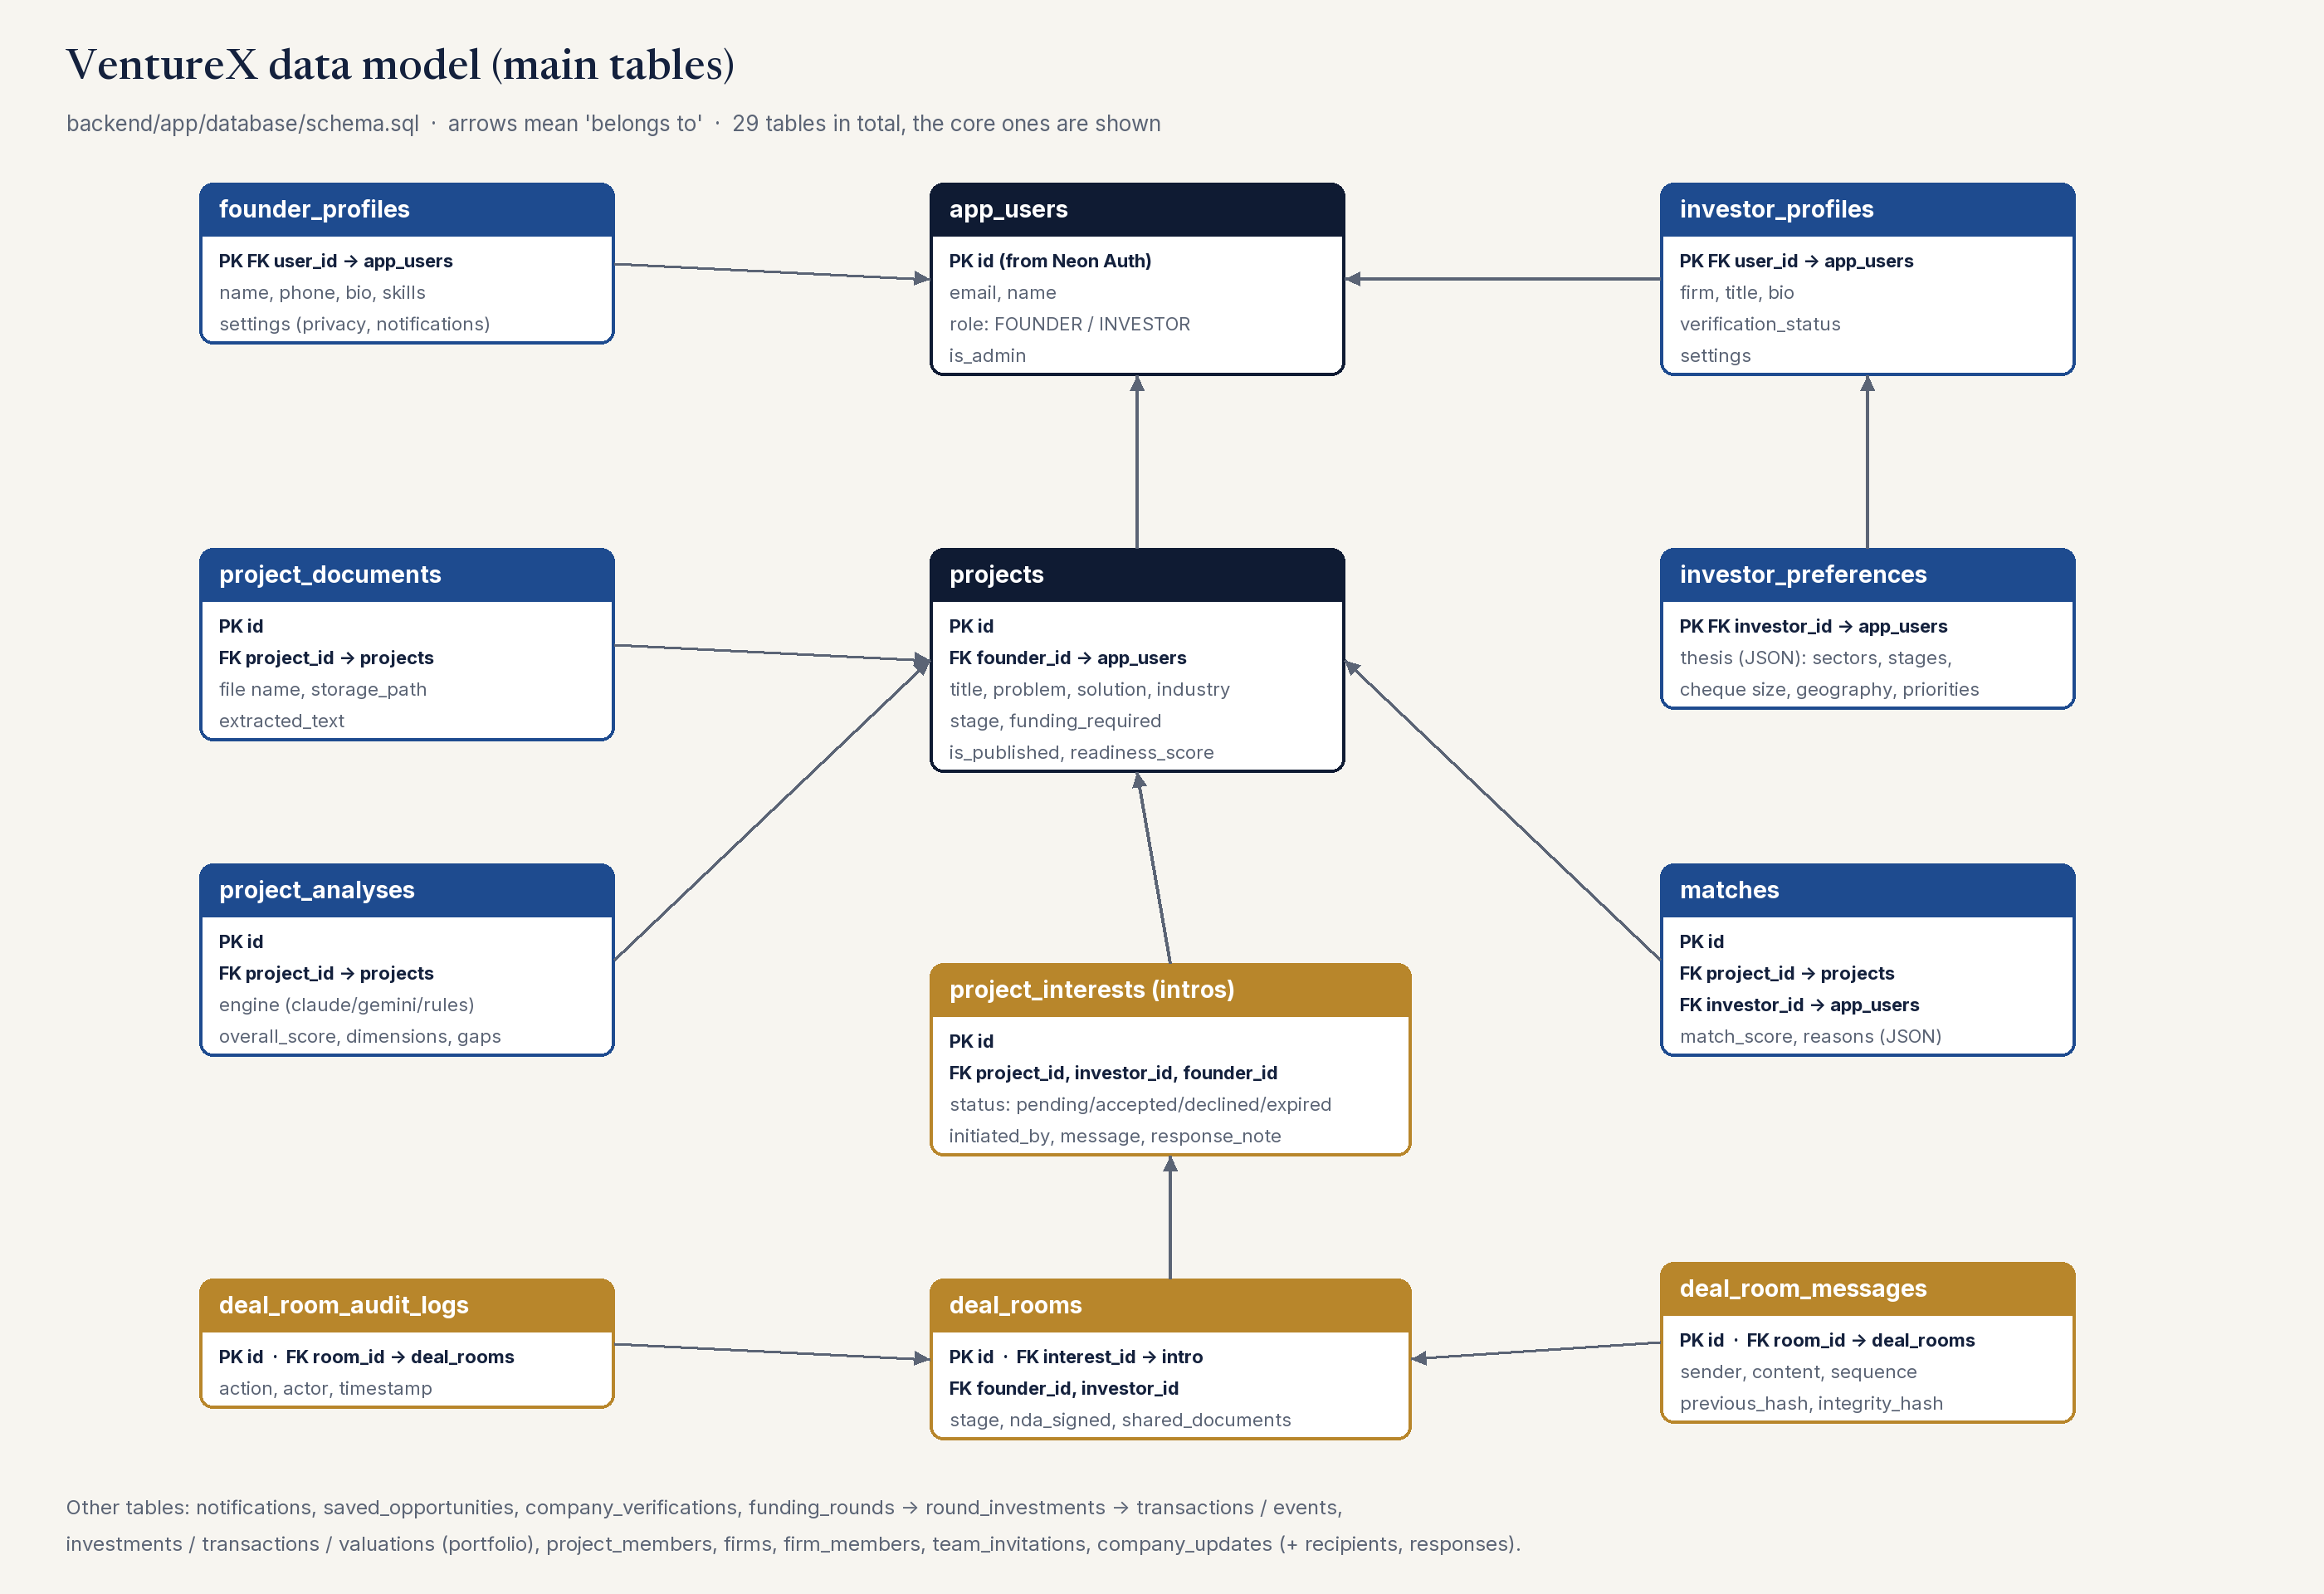 VentureX data model (main tables)
backend/app/database/schema.sql · arrows mean 'belongs to' · 29 tables in total, the core ones are shown
founder_profiles
PK FK user_id → app_users
name, phone, bio, skills
settings (privacy, notifications)
app_users
PK id (from Neon Auth)
email, name
role: FOUNDER / INVESTOR
is_admin
investor_profiles
PK FK user_id → app_users
firm, title, bio
verification_status
settings
project_documents
PK id
FK project_id → projects
file name, storage_path
extracted_text
projects
PK id
FK founder_id → app_users
title, problem, solution, industry
stage, funding_required
is_published, readiness_score
investor_preferences
PK FK investor_id → app_users
thesis (JSON): sectors, stages,
cheque size, geography, priorities
project_analyses
PK id
FK project_id → projects
engine (claude/gemini/rules)
overall_score, dimensions, gaps
project_interests (intros)
PK id
FK project_id, investor_id, founder_id
status: pending/accepted/declined/expired
initiated_by, message, response_note
matches
PK id
FK project_id → projects
FK investor_id → app_users
match_score, reasons (JSON)
deal_room_audit_logs
PK id · FK room_id → deal_rooms
action, actor, timestamp
deal_rooms
PK id · FK interest_id → intro
FK founder_id, investor_id
stage, nda_signed, shared_documents
deal_room_messages
PK id · FK room_id → deal_rooms
sender, content, sequence
previous_hash, integrity_hash
Other tables: notifications, saved_opportunities, company_verifications, funding_rounds → round_investments → transactions / events,
investments / transactions / valuations (portfolio), project_members, firms, firm_members, team_invitations, company_updates (+ recipients, responses).